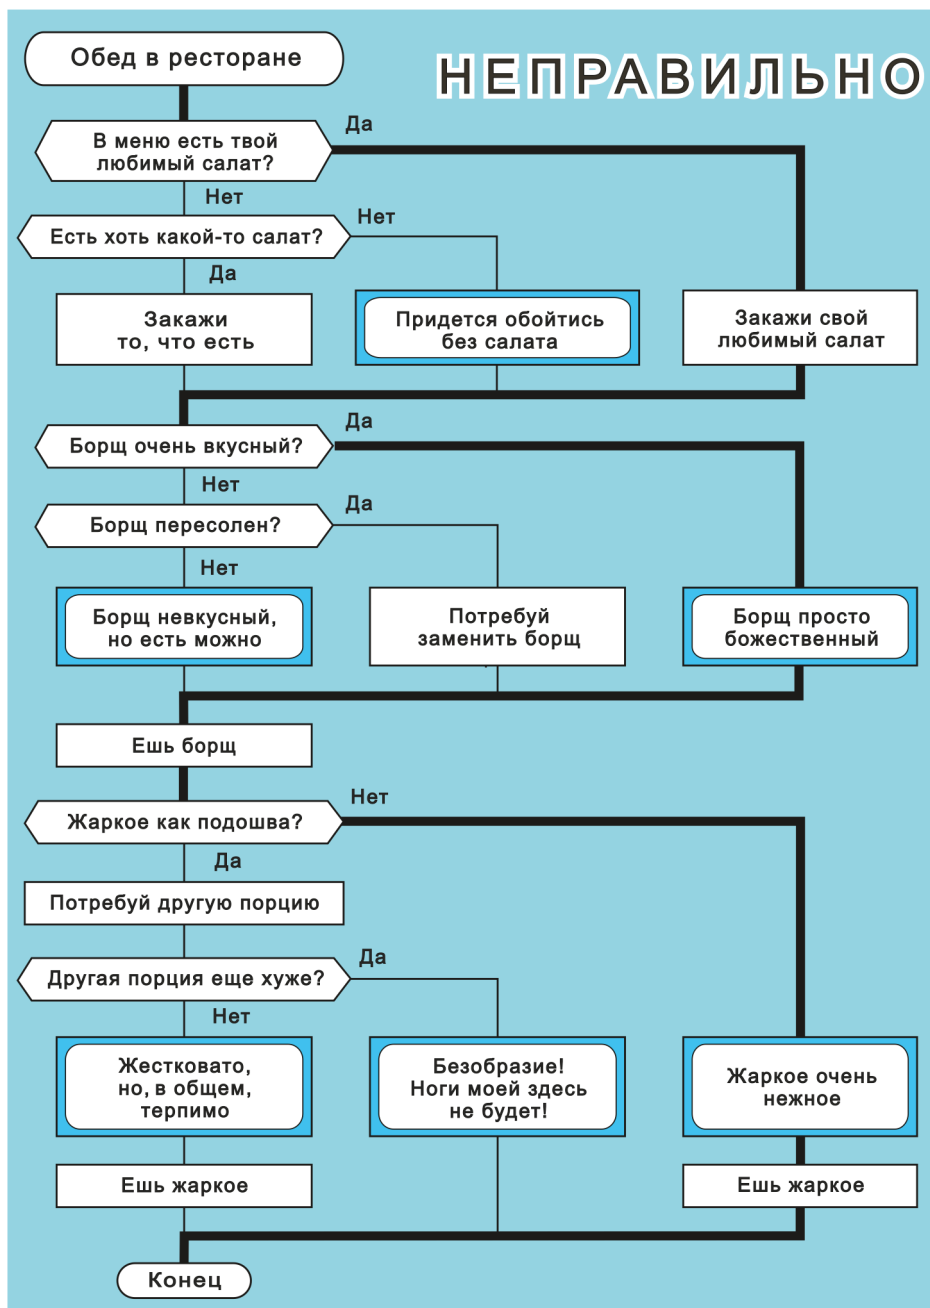 Обед в ресторане
НЕПРАВИЛЬНО
В меню есть твой
любимый салат?
Да
Нет
Есть хоть какой-то салат?
Нет
Да
Закажи
то, что есть
Придется обойтись
без салата
Закажи свой
любимый салат
Борщ очень вкусный?
Да
Нет
Борщ пересолен?
Да
Нет
Борщ невкусный,
но есть можно
Потребуй
заменить борщ
Борщ просто
божественный
Ешь борщ
Жаркое как подошва?
Нет
Да
Потребуй другую порцию
Другая порция еще хуже?
Да
Нет
Жестковато,
но, в общем,
терпимо
Безобразие!
Ноги моей здесь
не будет!
Жаркое очень
нежное
Ешь жаркое
Ешь жаркое
Конец